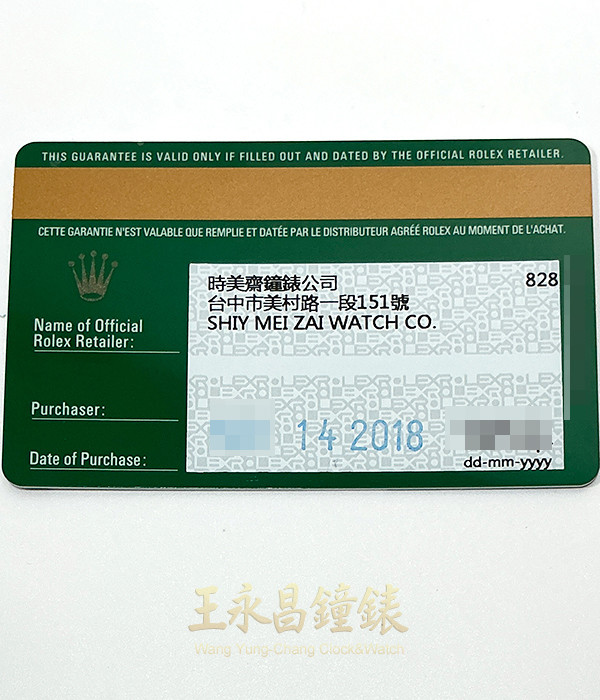 THIS GUARANTEE IS VALID ONLY IF FILLED OUT AND DATED BY THE OFFICIAL ROLEX RETAILER.
CETTE GARANTIE N'EST VALABLE QUE REMPLIE ET DATÉE PAR LE DISTRIBUTEUR AGRÉÉ ROLEX AU MOMENT DE L'ACHAT.
時美齋鐘錶公司 828
台中市美村路一段151號
Name of Official SHIY MEI ZAI WATCH CO.
Rolex Retailer:
Purchaser:
14 2018
Date of Purchase: dd-mm-yyyy
王永昌鐘錶
Wang Yung-Chang Clock&Watch